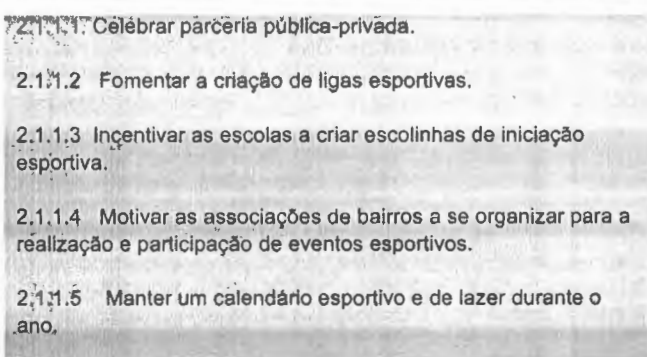 2.1.1.1. Celebrar parceria pública-privada.
2.1.1.2 Fomentar a criação de ligas esportivas.
2.1.1.3 Incentivar as escolas a criar escolinhas de iniciação
esportiva.
2.1.1.4 Motivar as associações de bairros a se organizar para a
realização e participação de eventos esportivos.
2.1.1.5 Manter um calendário esportivo e de lazer durante o
ano.